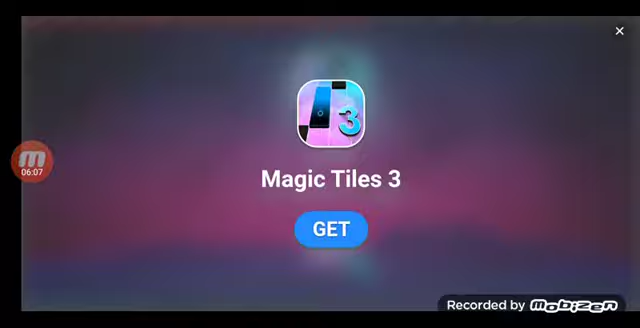 ×
3
06:07
Magic Tiles 3
GET
Recorded by Mobizen